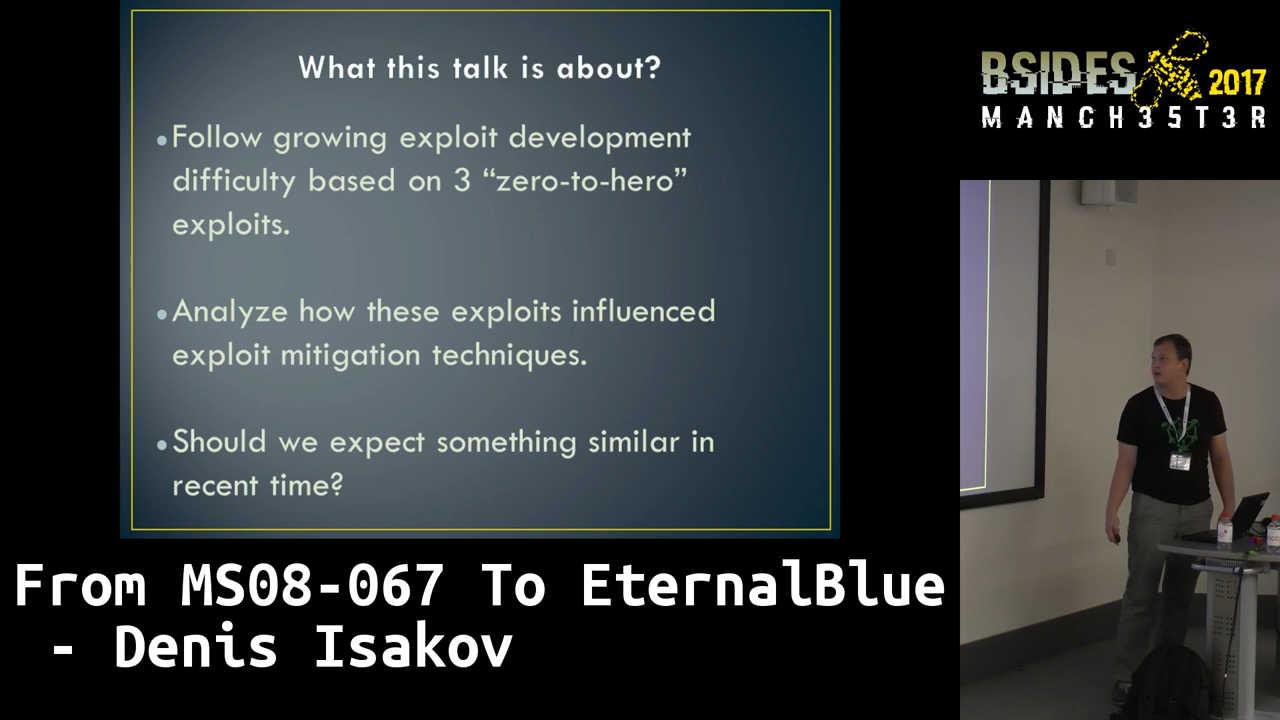 What this talk is about?
•Follow growing exploit development
difficulty based on 3 “zero-to-hero”
exploits.
•Analyze how these exploits influenced
exploit mitigation techniques.
•Should we expect something similar in
recent time?
BSIDES 2017
MANCH35T3R
From MS08-067 To EternalBlue
- Denis Isakov